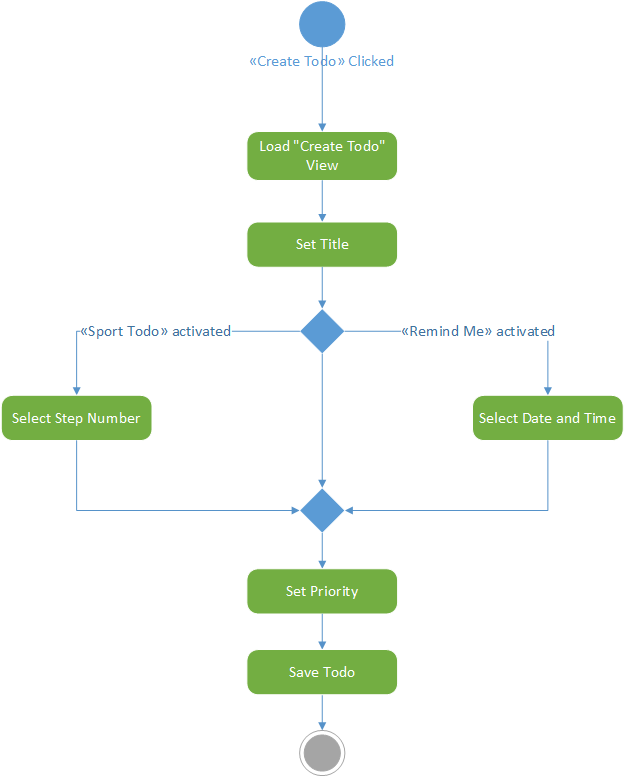 «Create Todo» Clicked
Load "Create Todo"
View
Set Title
«Sport Todo» activated
«Remind Me» activated
Select Step Number
Select Date and Time
Set Priority
Save Todo